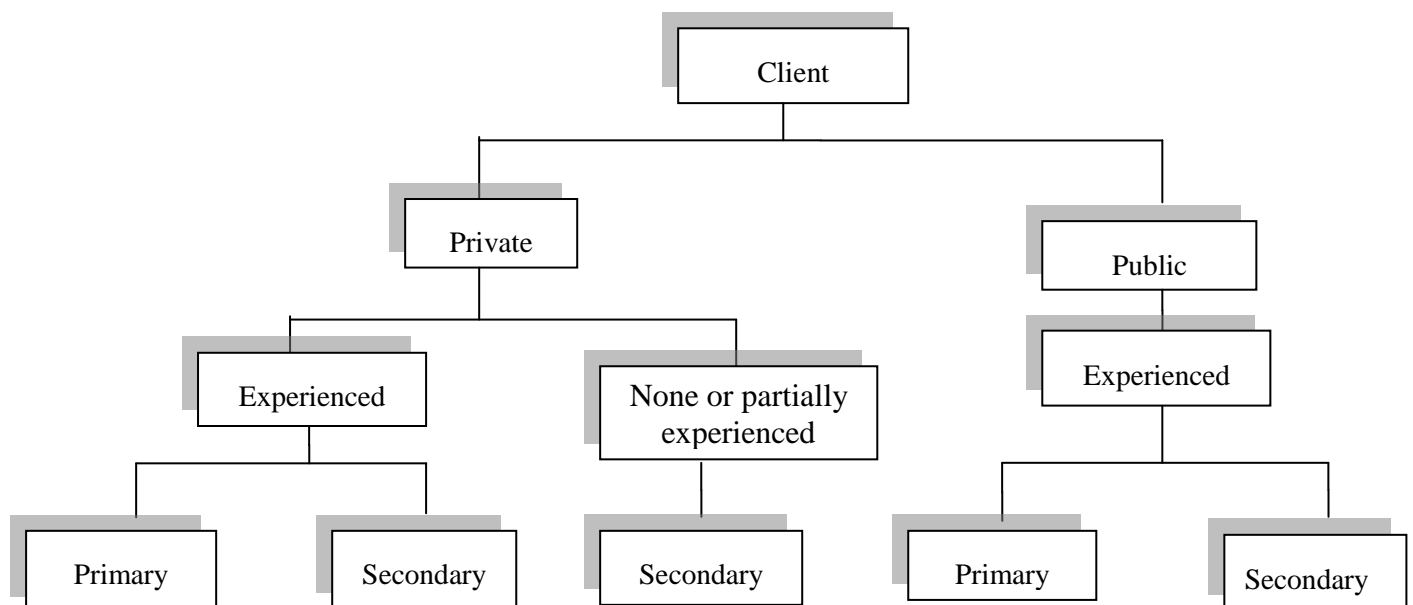 Client
Private
Public
Experienced
None or partially
experienced
Experienced
Primary
Secondary
Secondary
Primary
Secondary